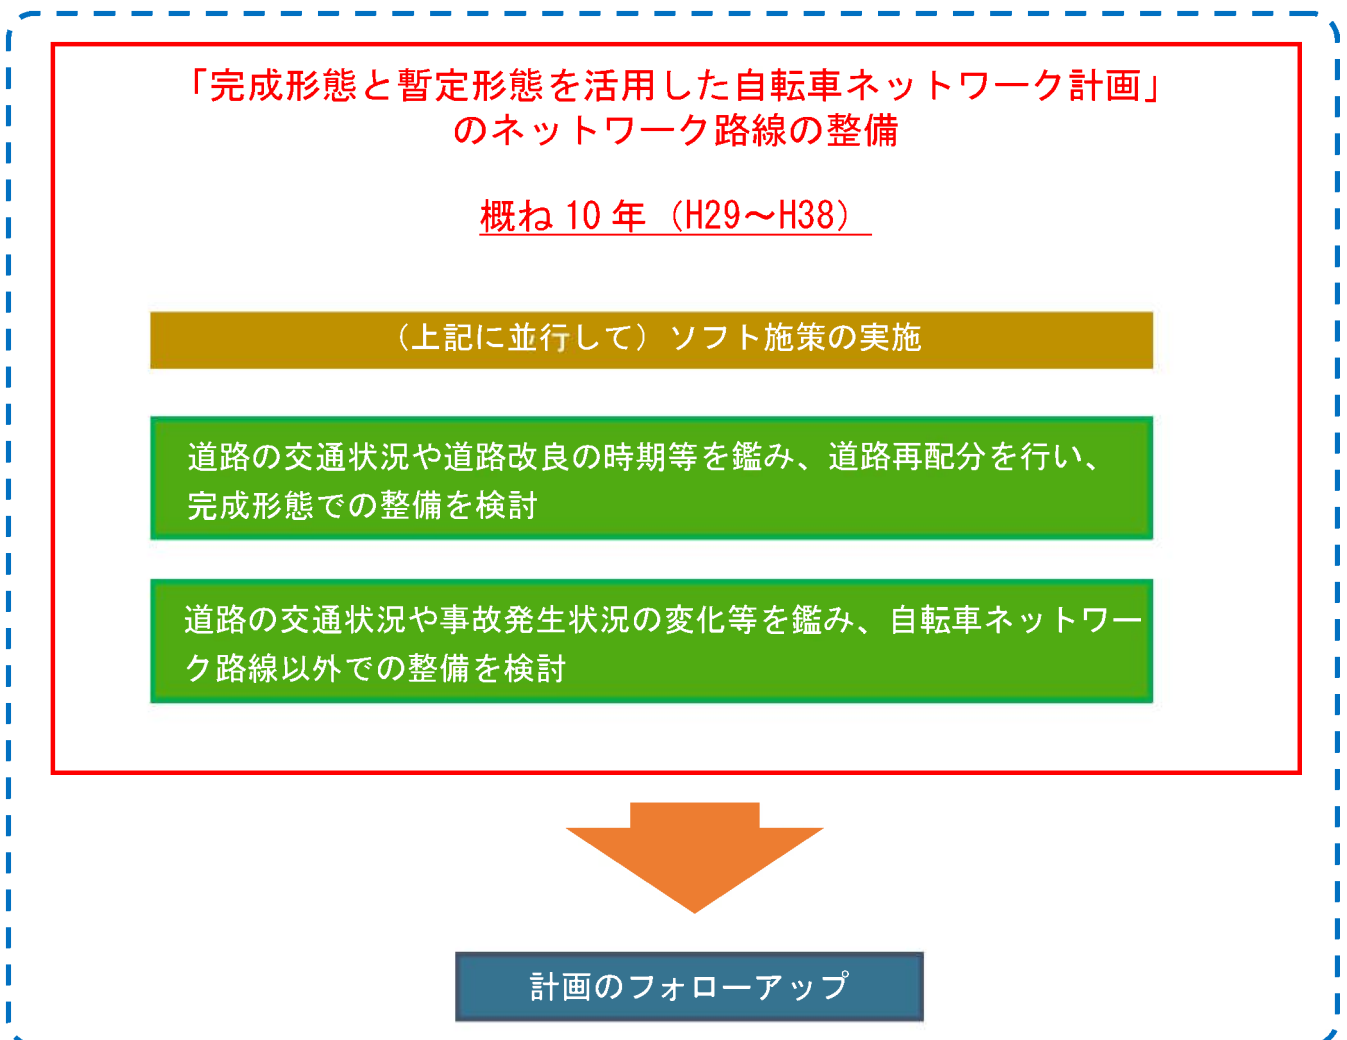 「完成形態と暫定形態を活用した自転車ネットワーク計画」
のネットワーク路線の整備
概ね 10 年（H29～H38）
（上記に並行して）ソフト施策の実施
道路の交通状況や道路改良の時期等を鑑み、道路再配分を行い、
完成形態での整備を検討
道路の交通状況や事故発生状況の変化等を鑑み、自転車ネットワー
ク路線以外での整備を検討
計画のフォローアップ